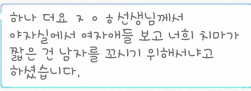 하나 더요 ㅈㅇㅎ선생님께서
야자실에서 여자애들 보고 너희 치마가
짧은 건 남자를 꼬시기 위해서냐고
하셨습니다.